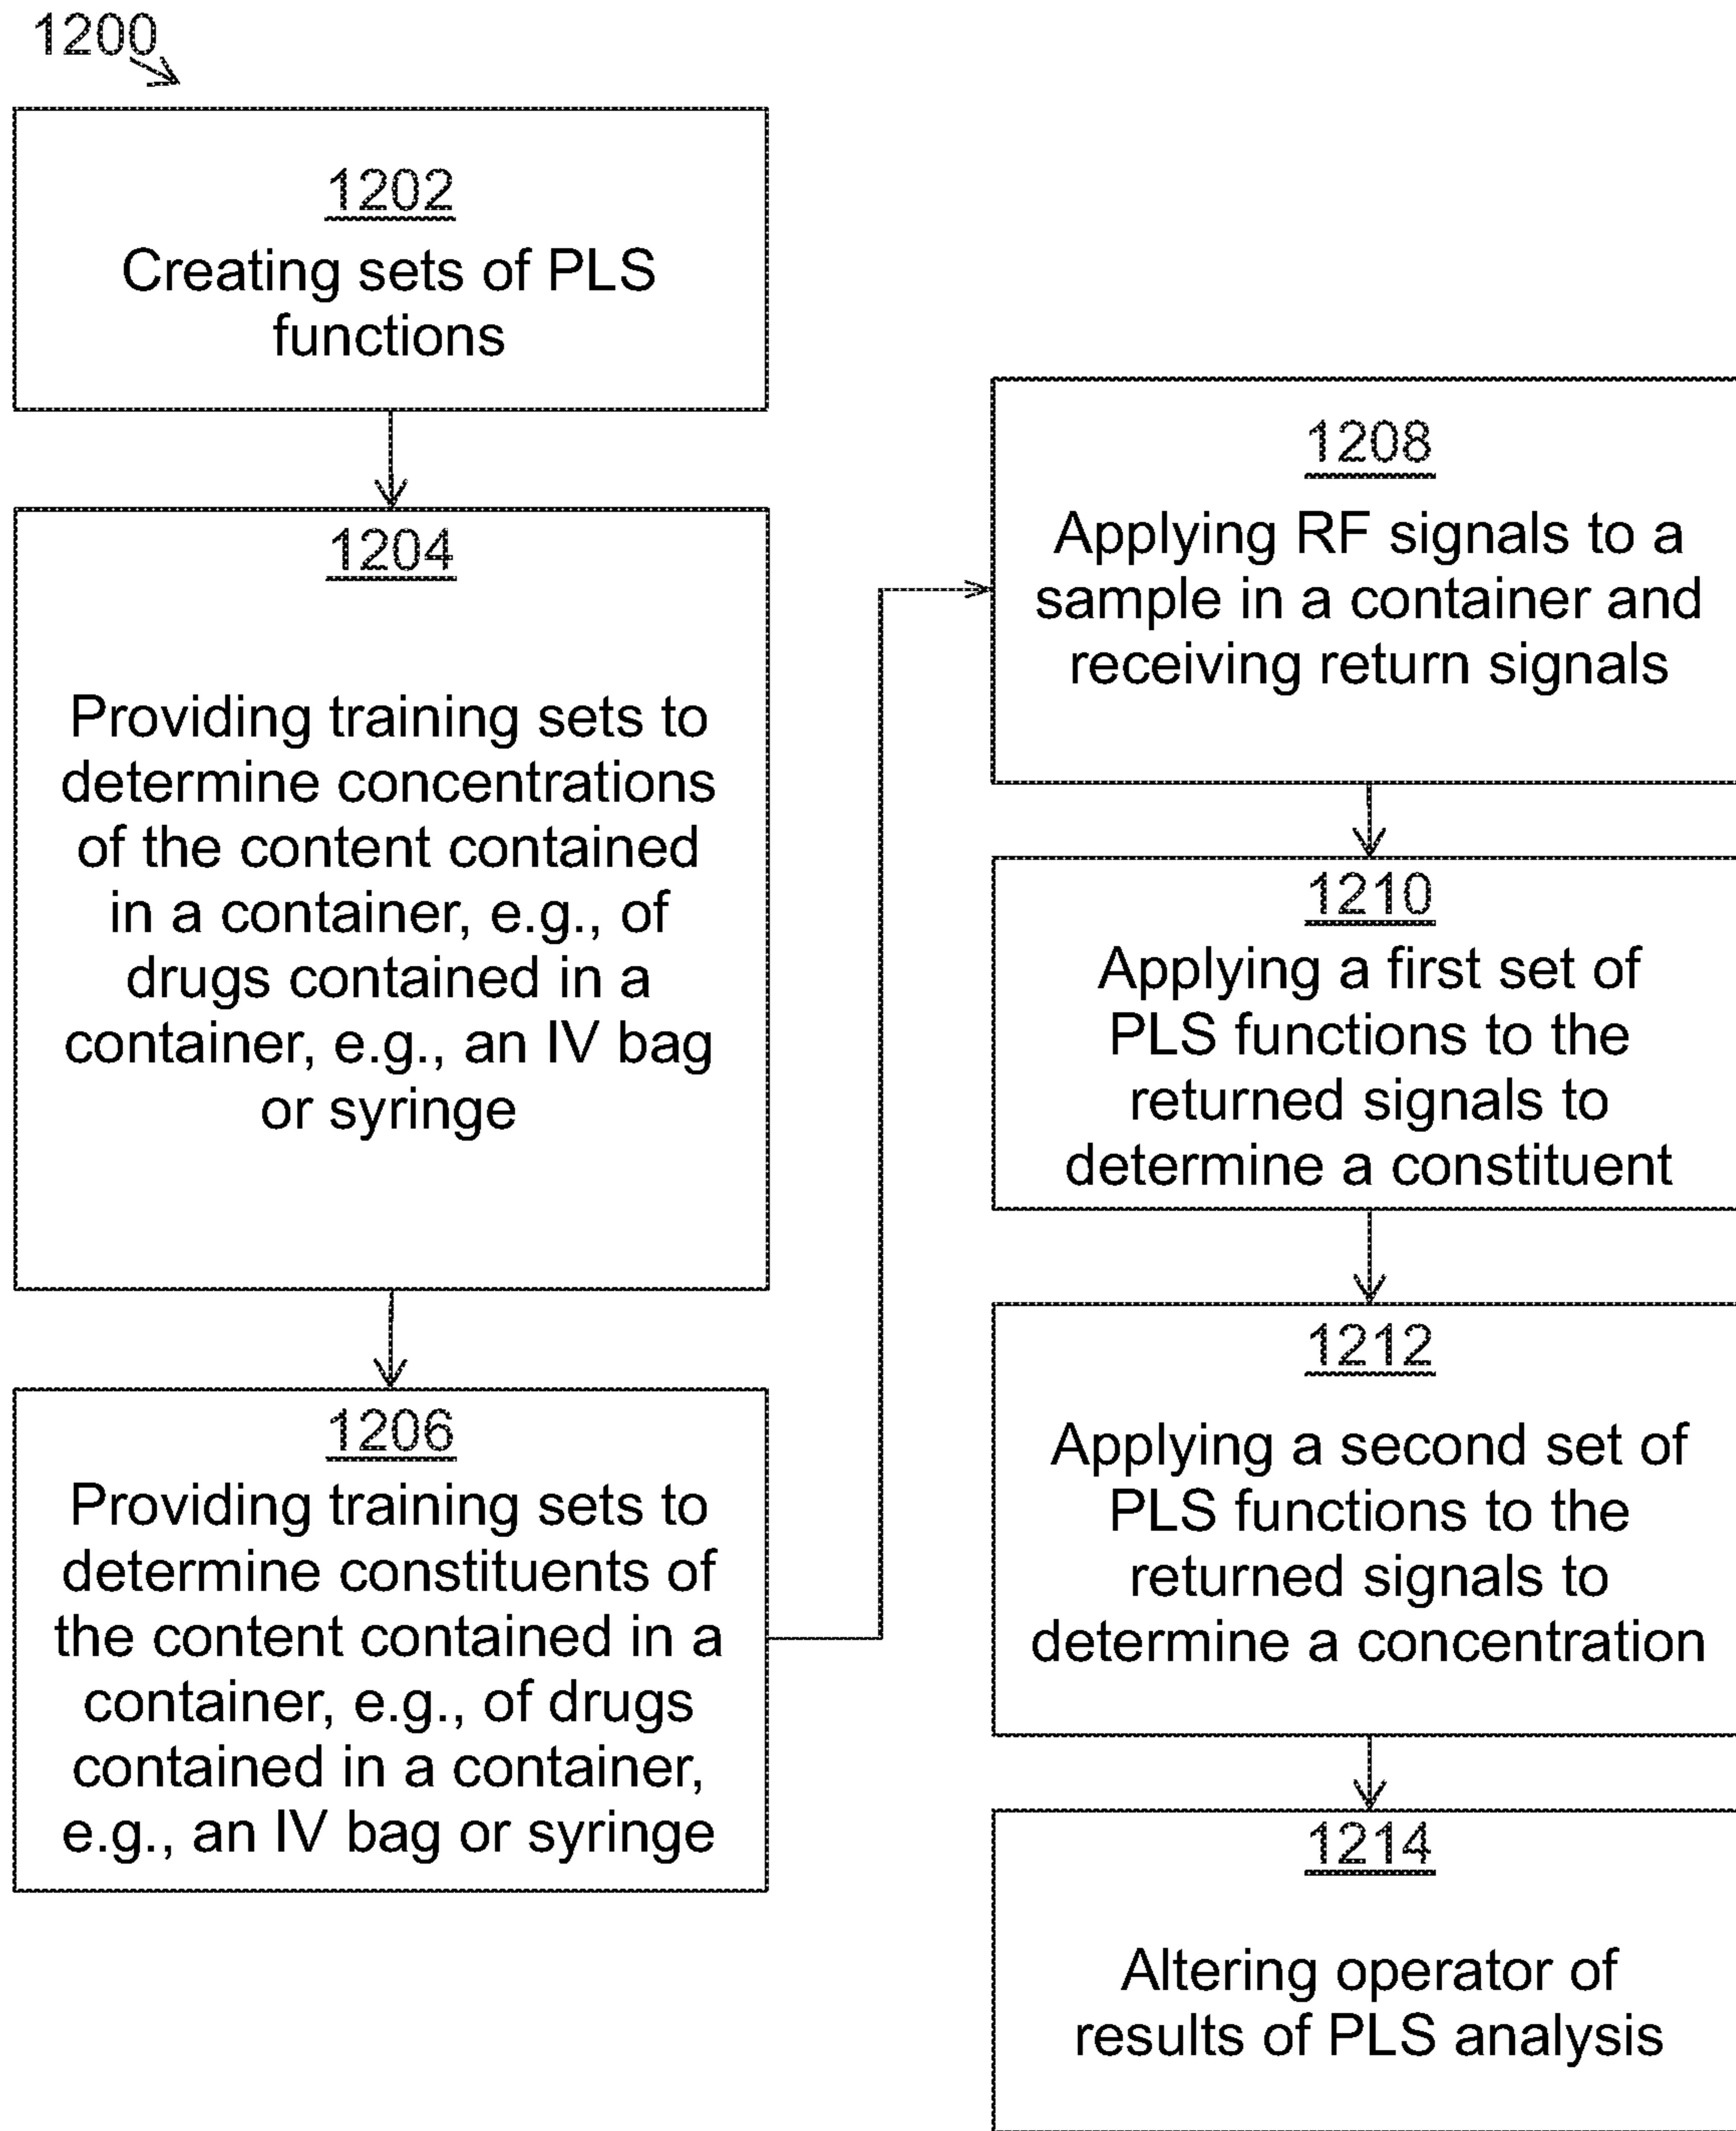 1200
1202
Creating sets of PLS
functions
1204
Providing training sets to
determine concentrations
of the content contained
in a container, e.g., of
drugs contained in a
container, e.g., an IV bag
or syringe
1206
Providing training sets to
determine constituents of
the content contained in a
container, e.g., of drugs
contained in a container,
e.g., an IV bag or syringe
1208
Applying RF signals to a
sample in a container and
receiving return signals
1210
Applying a first set of
PLS functions to the
returned signals to
determine a constituent
1212
Applying a second set of
PLS functions to the
returned signals to
determine a concentration
1214
Altering operator of
results of PLS analysis